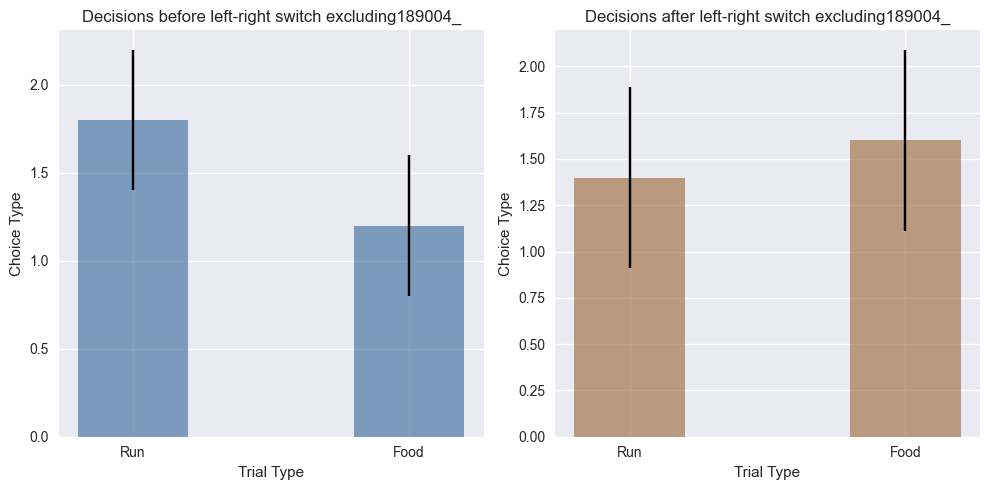 Decisions before left-right switch excluding189004_
2.0
1.5
1.0
0.5
0.0
Choice Type
Run
Food
Trial Type
Decisions after left-right switch excluding189004_
2.00
1.75
1.50
1.25
1.00
0.75
0.50
0.25
0.00
Choice Type
Run
Food
Trial Type